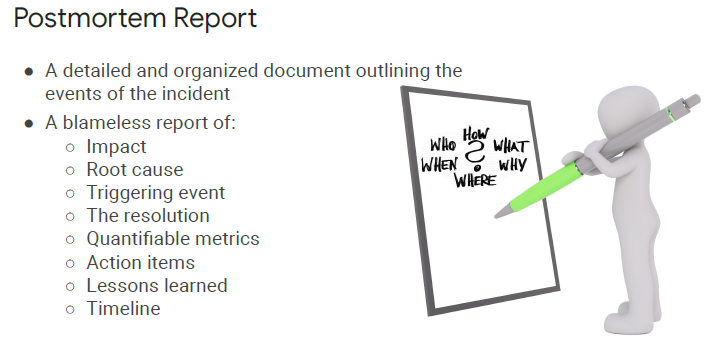 Postmortem Report
● A detailed and organized document outlining the
events of the incident
● A blameless report of:
○ Impact
○ Root cause
○ Triggering event
○ The resolution
○ Quantifiable metrics
○ Action items
○ Lessons learned
○ Timeline
HOW
WHO ? WHAT
WHEN WHY
WHERE